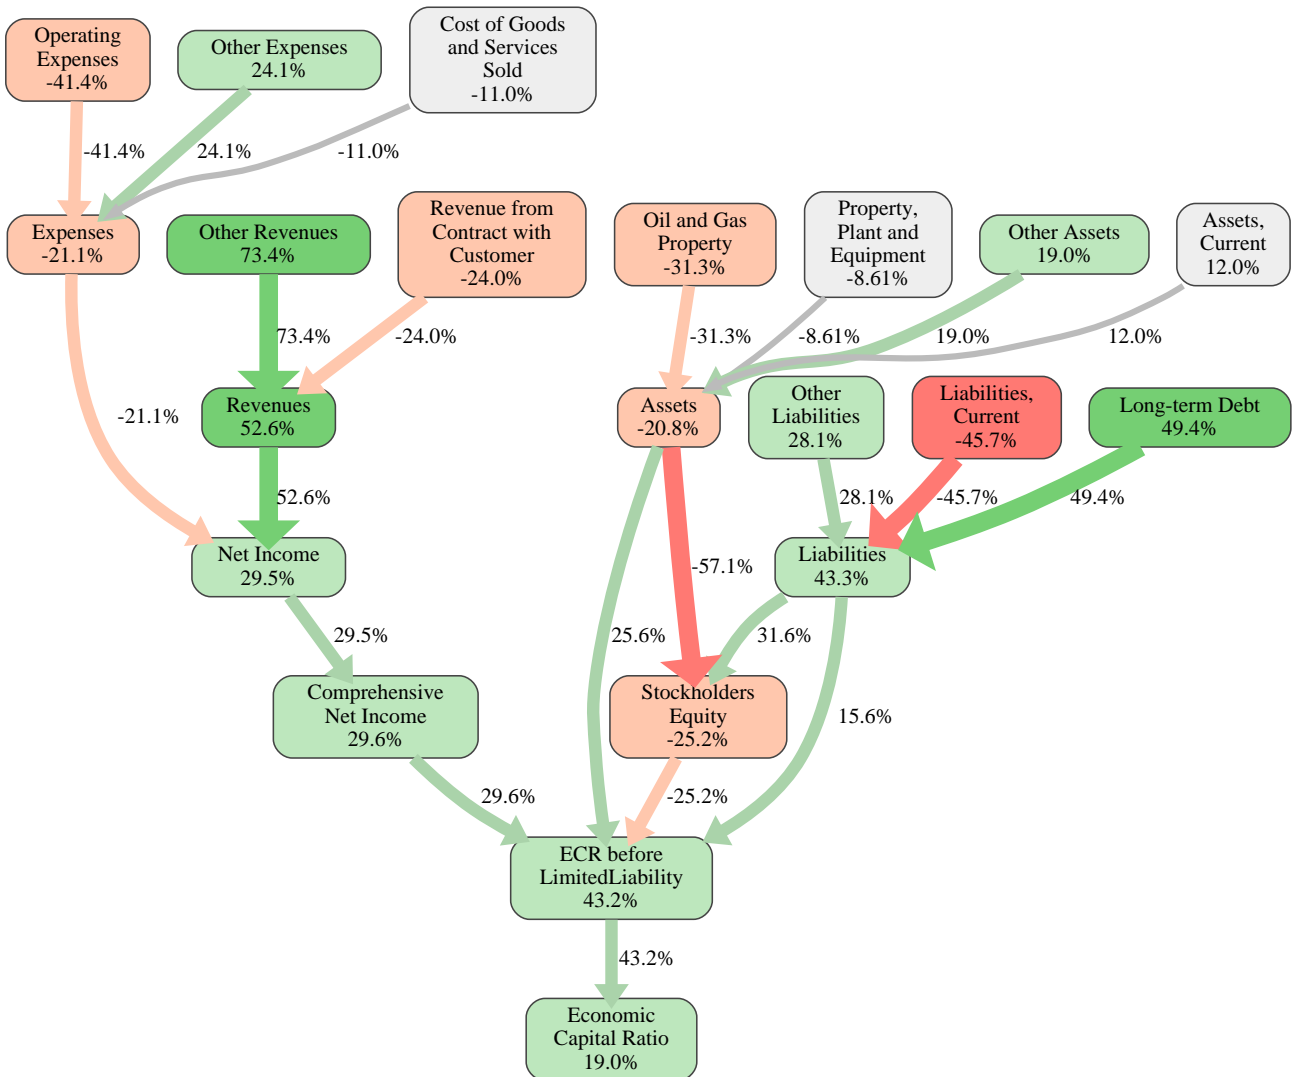 Operating
Expenses
-41.4%
Other Expenses
24.1%
Cost of Goods
and Services
Sold
-11.0%
-41.4%
24.1%
-11.0%
Expenses
-21.1%
Other Revenues
73.4%
Revenue from
Contract with
Customer
-24.0%
Oil and Gas
Property
-31.3%
Property,
Plant and
Equipment
-8.61%
Other Assets
19.0%
Assets,
Current
12.0%
73.4%
-24.0%
-31.3%
-8.61%
19.0%
12.0%
-21.1%
Revenues
52.6%
Assets
-20.8%
Other
Liabilities
28.1%
Liabilities,
Current
-45.7%
Long-term Debt
49.4%
52.6%
28.1%
-45.7%
49.4%
Net Income
29.5%
-57.1%
Liabilities
43.3%
29.5%
25.6%
31.6%
15.6%
Comprehensive
Net Income
29.6%
Stockholders
Equity
-25.2%
29.6%
-25.2%
ECR before
LimitedLiability
43.2%
43.2%
Economic
Capital Ratio
19.0%